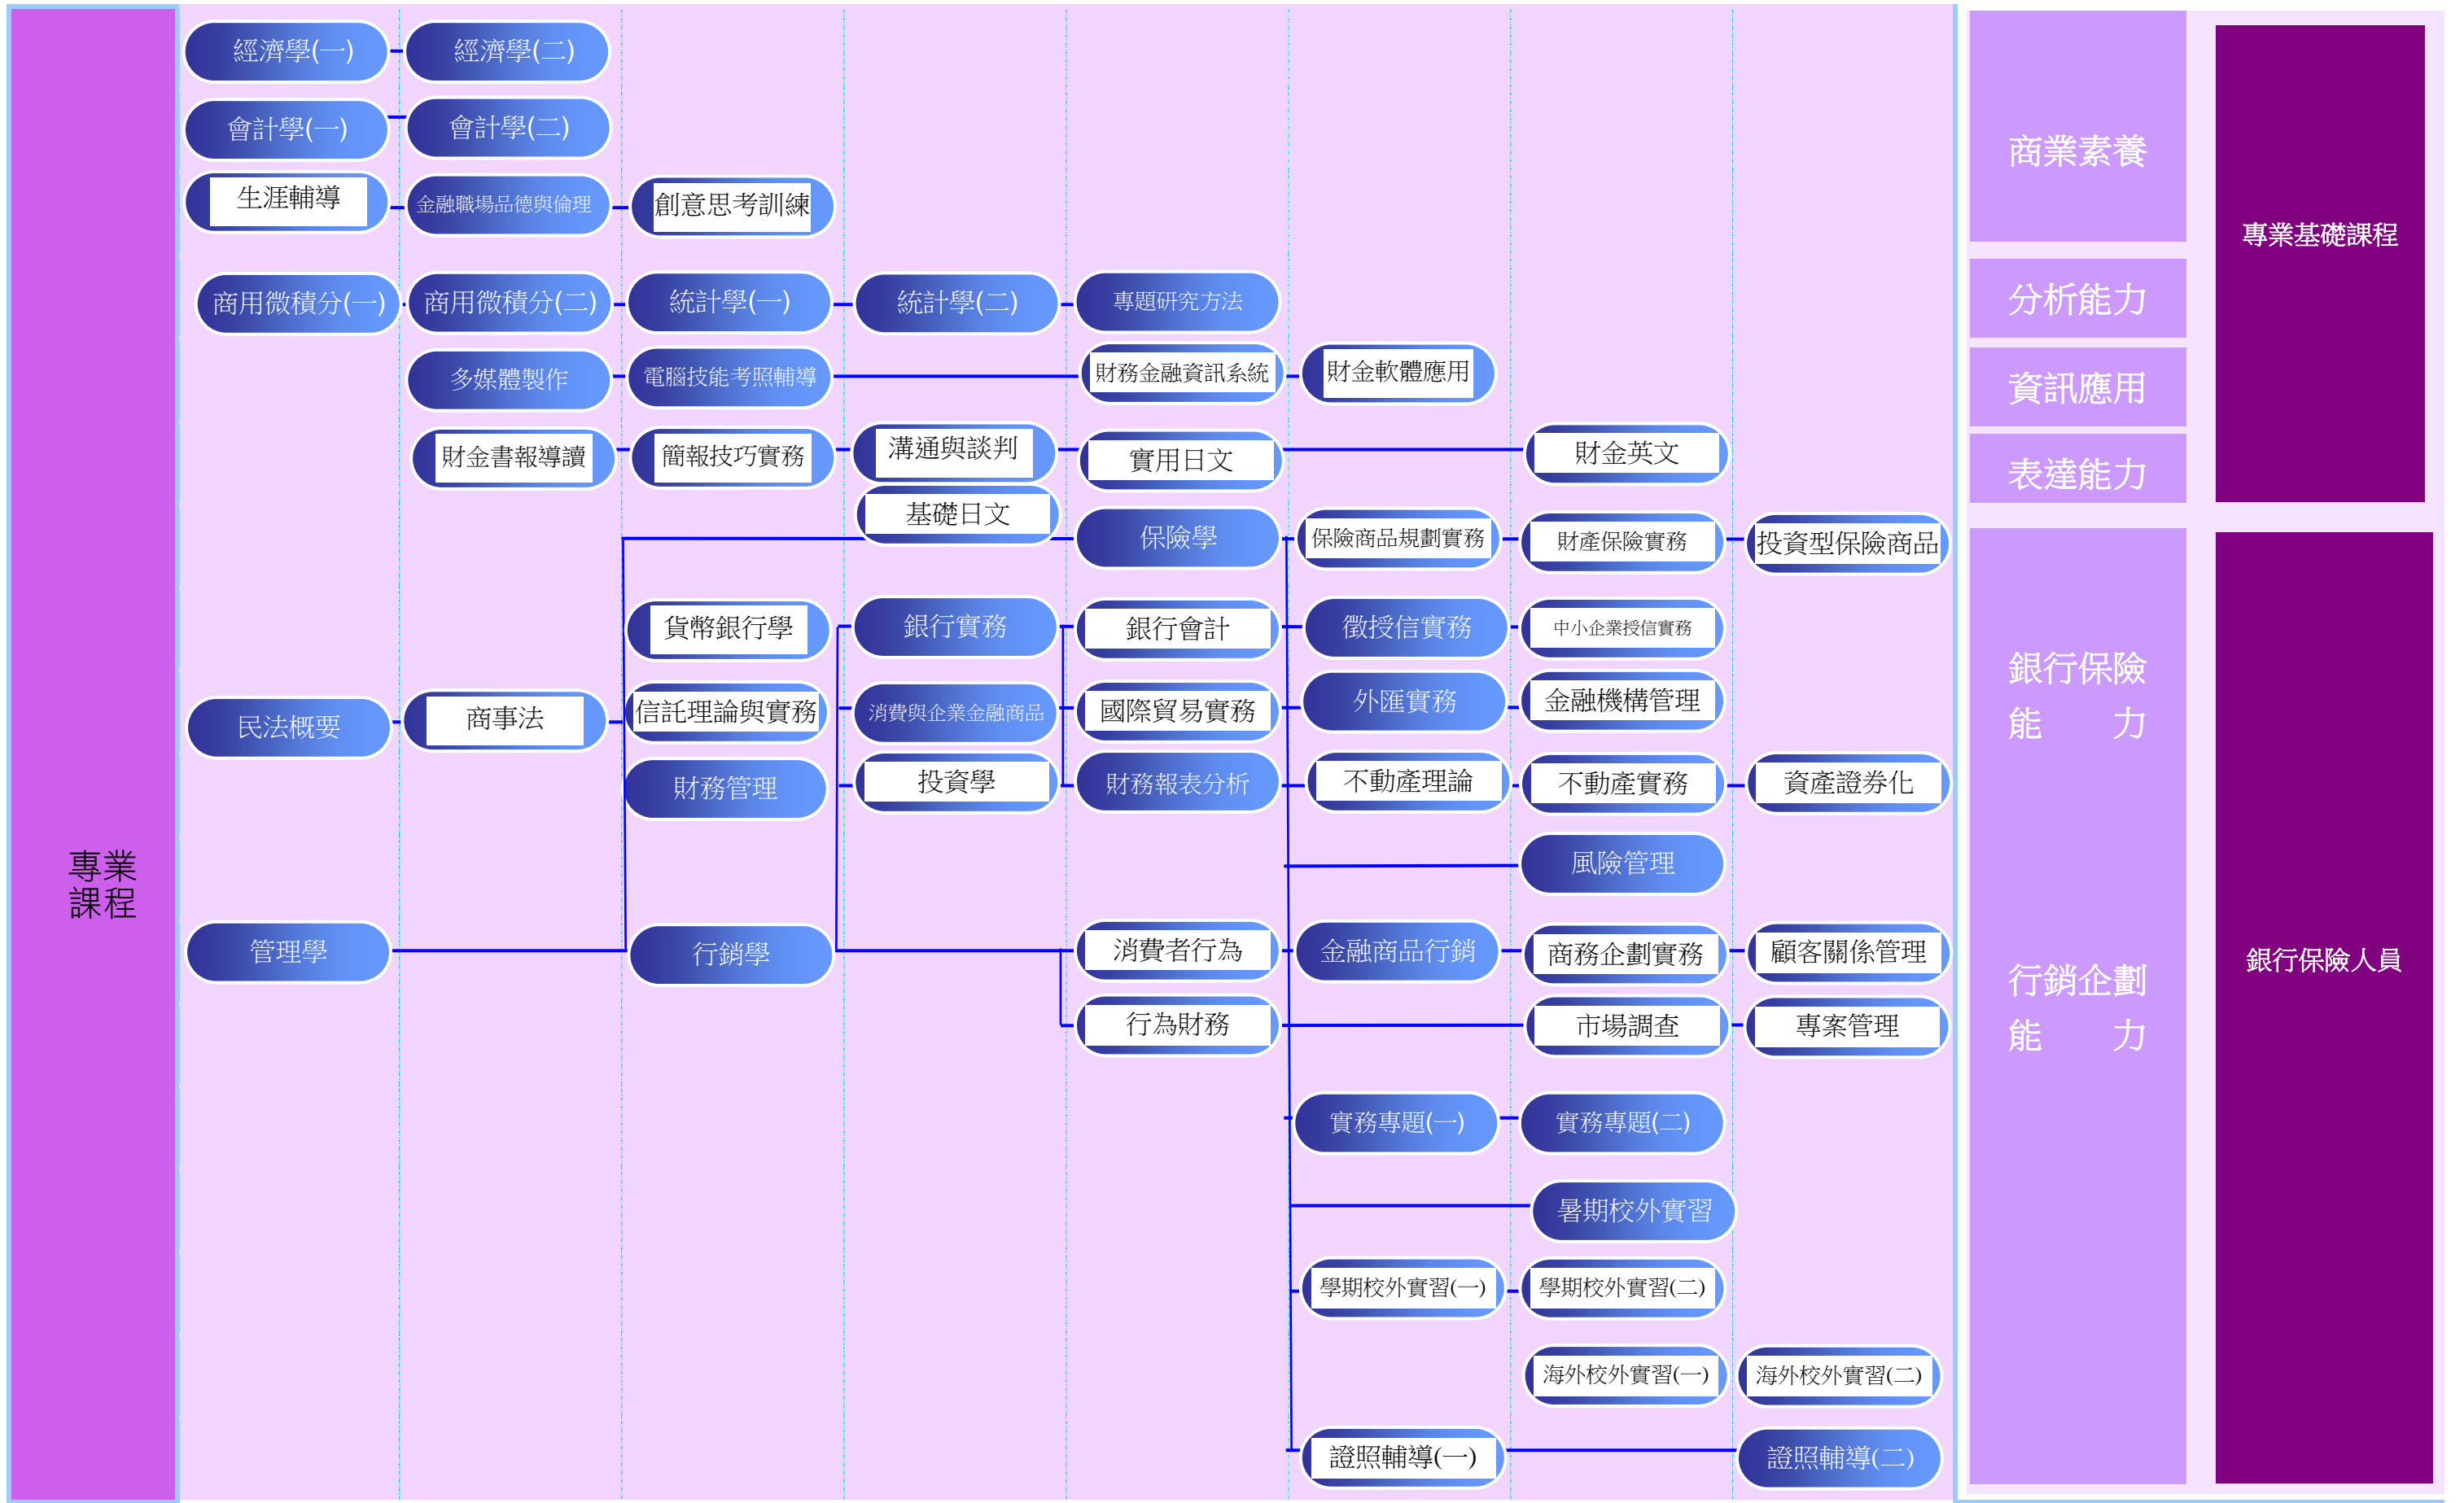 專業
課程
經濟學(一)
經濟學(二)
會計學(一)
會計學(二)
生涯輔導
金融職場品德與倫理
創意思考訓練
商用微積分(一)
商用微積分(二)
統計學(一)
統計學(二)
專題研究方法
多媒體製作
電腦技能考照輔導
財務金融資訊系統
財金軟體應用
財金書報導讀
簡報技巧實務
溝通與談判
實用日文
財金英文
基礎日文
保險學
保險商品規劃實務
財產保險實務
投資型保險商品
貨幣銀行學
銀行實務
銀行會計
徵授信實務
中小企業授信實務
民法概要
商事法
信託理論與實務
消費與企業金融商品
國際貿易實務
外匯實務
金融機構管理
財務管理
投資學
財務報表分析
不動產理論
不動產實務
資產證券化
風險管理
管理學
行銷學
消費者行為
金融商品行銷
商務企劃實務
顧客關係管理
行為財務
市場調查
專案管理
實務專題(一)
實務專題(二)
暑期校外實習
學期校外實習(一)
學期校外實習(二)
海外校外實習(一)
海外校外實習(二)
證照輔導(一)
證照輔導(二)
商業素養
分析能力
資訊應用
表達能力
銀行保險
能 力
行銷企劃
能 力
專業基礎課程
銀行保險人員